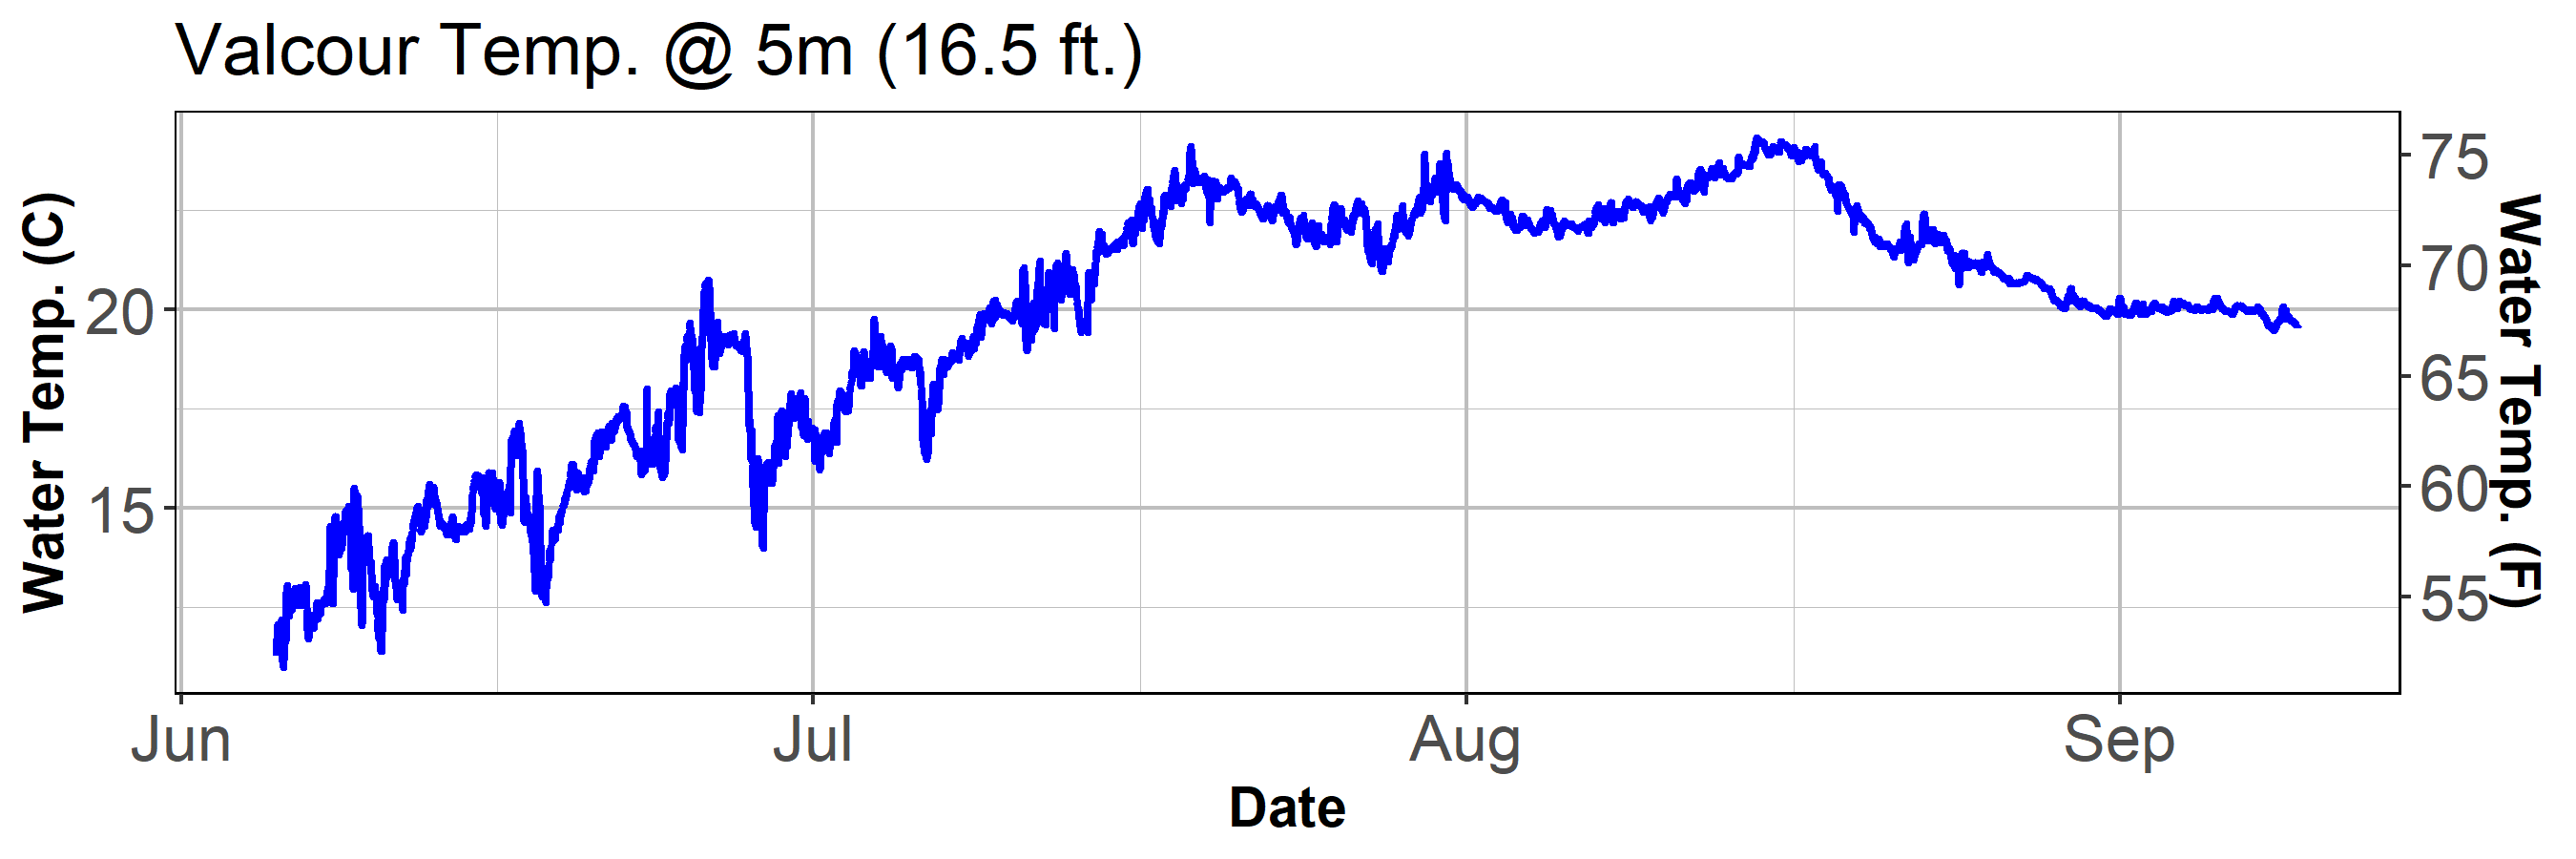 Valcour Temp. @ 5m (16.5 ft.)
Water Temp. (C)
20
15
75
70
65
60
55
Water Temp. (F)
Jun Jul Aug Sep
Date